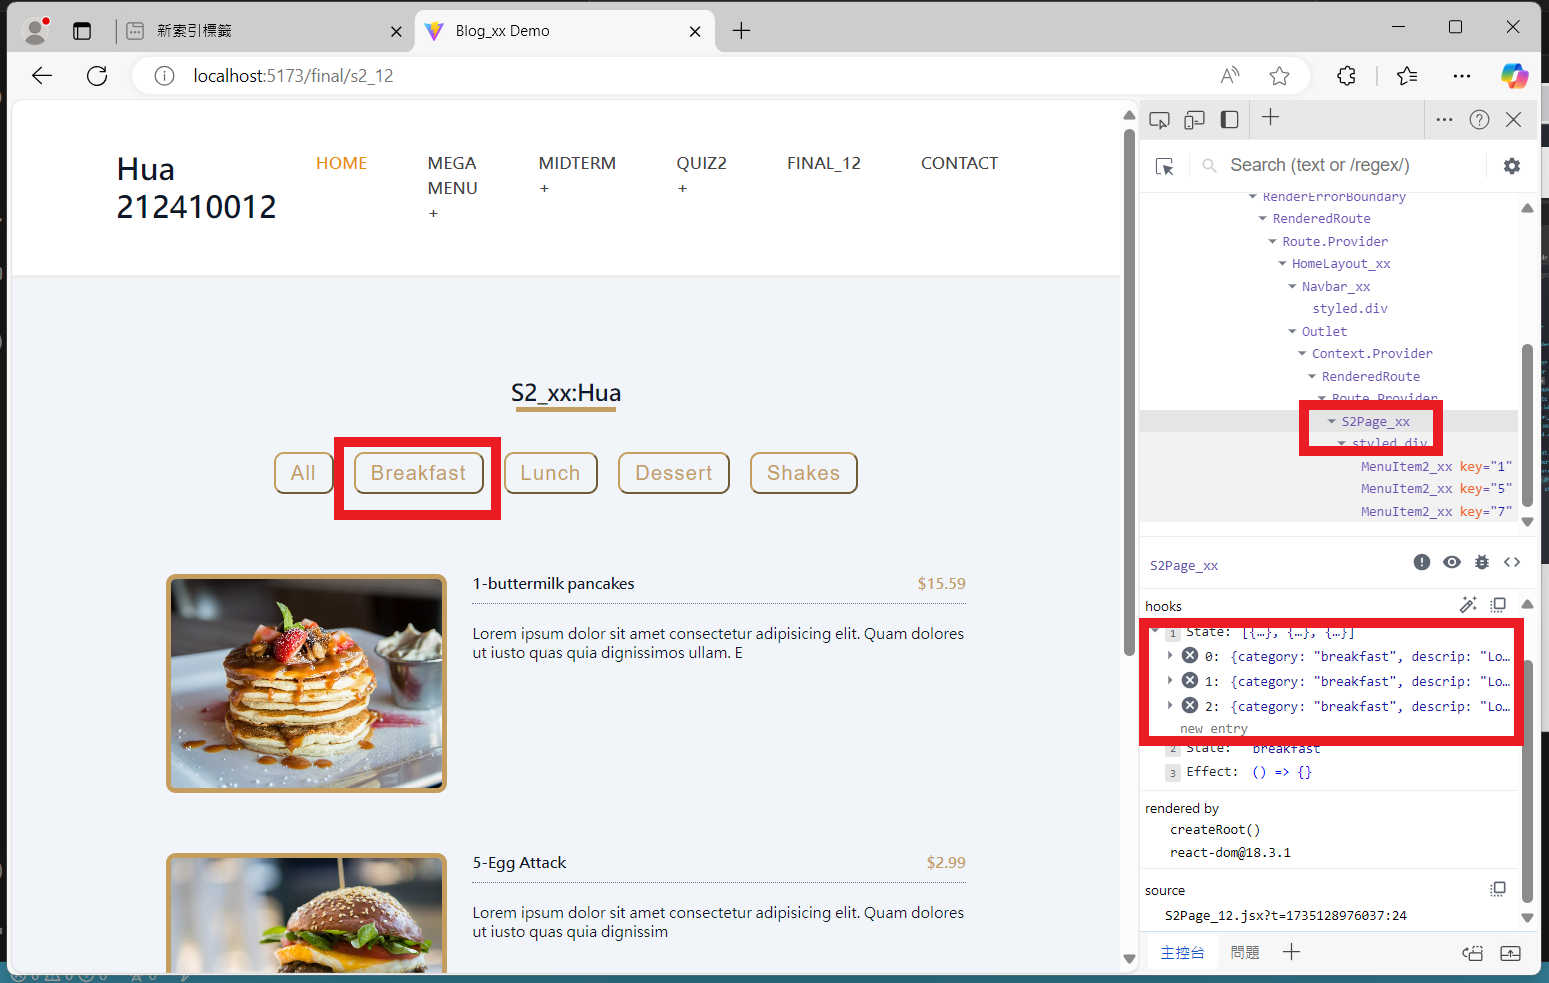 新索引標籤
Blog_xx Demo
localhost:5173/final/s2_12
Hua
212410012
HOME
MEGA
MENU
+
MIDTERM
+
QUIZ2
+
FINAL_12
CONTACT
S2_xx:Hua
All
Breakfast
Lunch
Dessert
Shakes
1-buttermilk pancakes
$15.59
Lorem ipsum dolor sit amet consectetur adipisicing elit. Quam dolores
ut iusto quas quia dignissimos ullam. E
5-Egg Attack
$2.99
Lorem ipsum dolor sit amet consectetur adipisicing elit. Quam dolores
ut iusto quas quia dignissim
Search (text or /regex/)
RenderErrorBoundary
RenderedRoute
Route.Provider
HomeLayout_xx
Navbar_xx
styled.div
Outlet
Context.Provider
RenderedRoute
Route.Provider
S2Page_xx
styled.div
MenuItem2_xx key="1"
MenuItem2_xx key="5"
MenuItem2_xx key="7"
S2Page_xx
hooks
1 State: [{…}, {…}, {…}]
0: {category: "breakfast", descrip: "Lo…
1: {category: "breakfast", descrip: "Lo…
2: {category: "breakfast", descrip: "Lo…
new entry
2 State: "breakfast"
3 Effect: () => {}
rendered by
createRoot()
react-dom@18.3.1
source
S2Page_12.jsx?t=1735128976037:24
主控台
問題